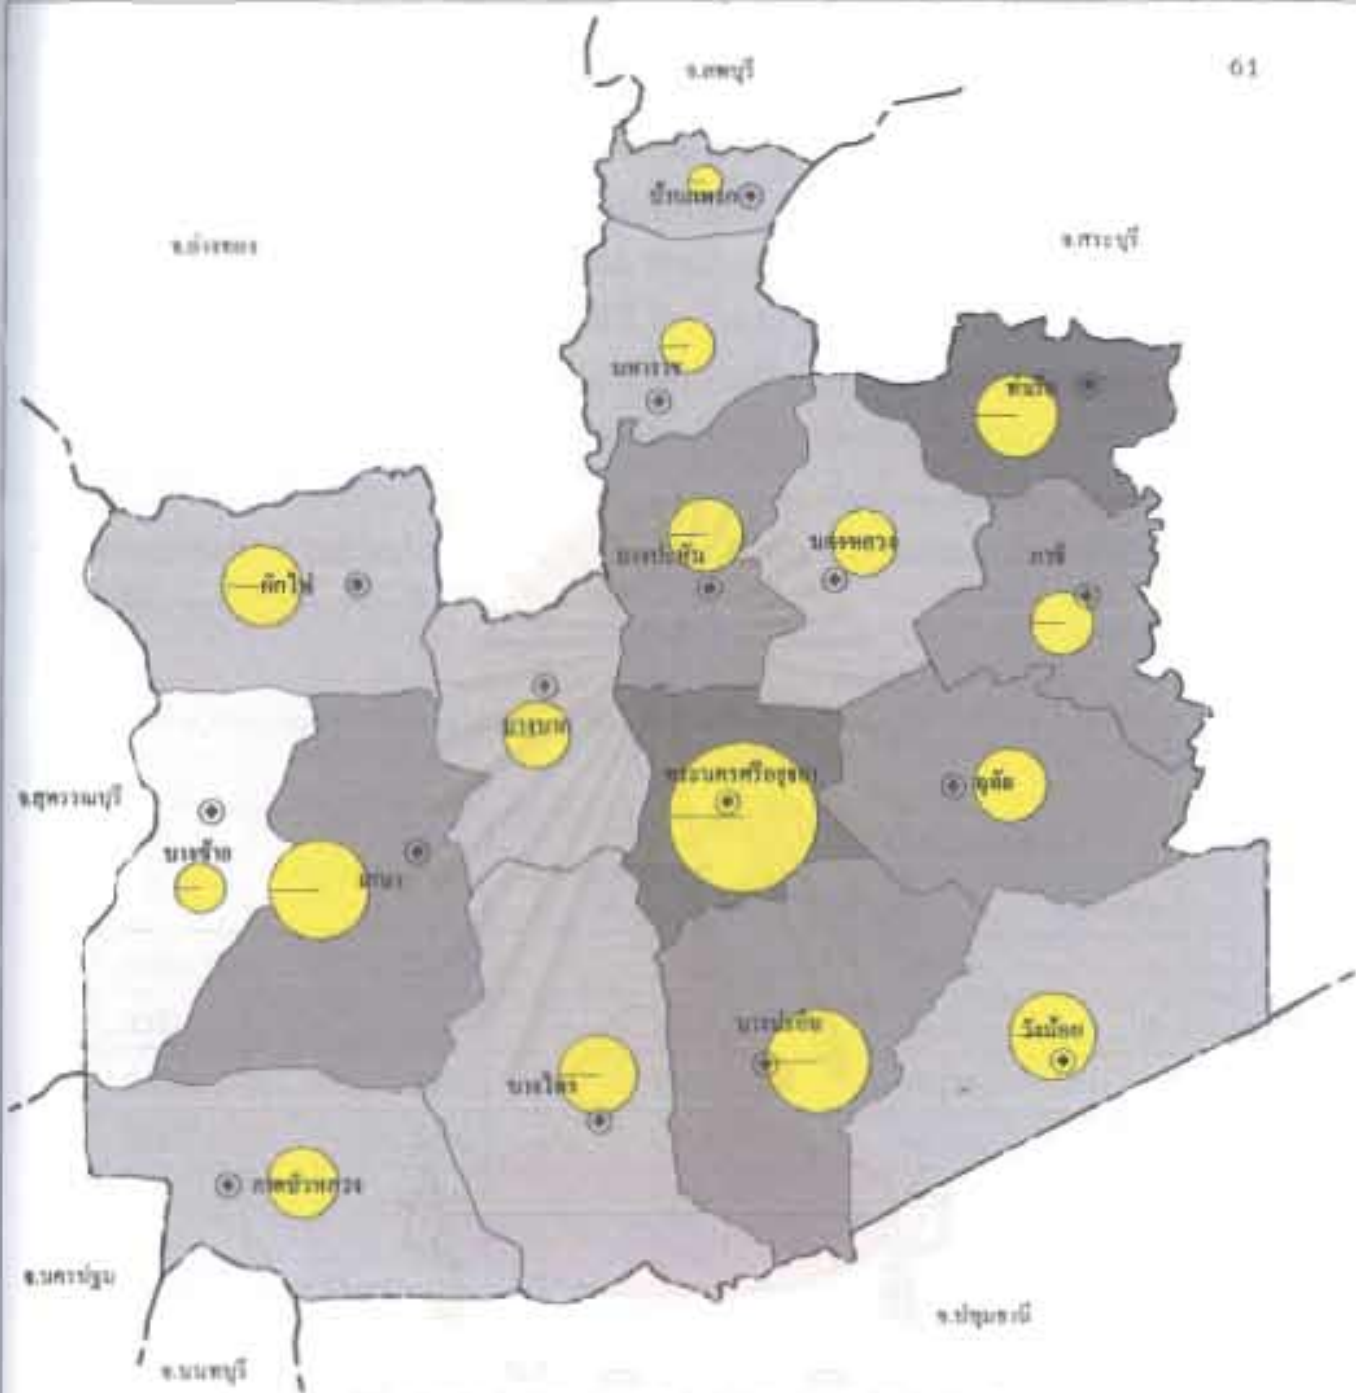 61
จ.ลพบุรี
บ้านแพรก
จ.อ่างทอง
จ.สระบุรี
มหาราช
ท่าเรือ
บางปะหัน
นครหลวง
ภาชี
ผักไห่
บางบาล
พระนครศรีอยุธยา
อุทัย
จ.สุพรรณบุรี
บางซ้าย
เสนา
บางปะอิน
วังน้อย
บางไทร
ลาดบัวหลวง
จ.นครปฐม
จ.ปทุมธานี
จ.นนทบุรี